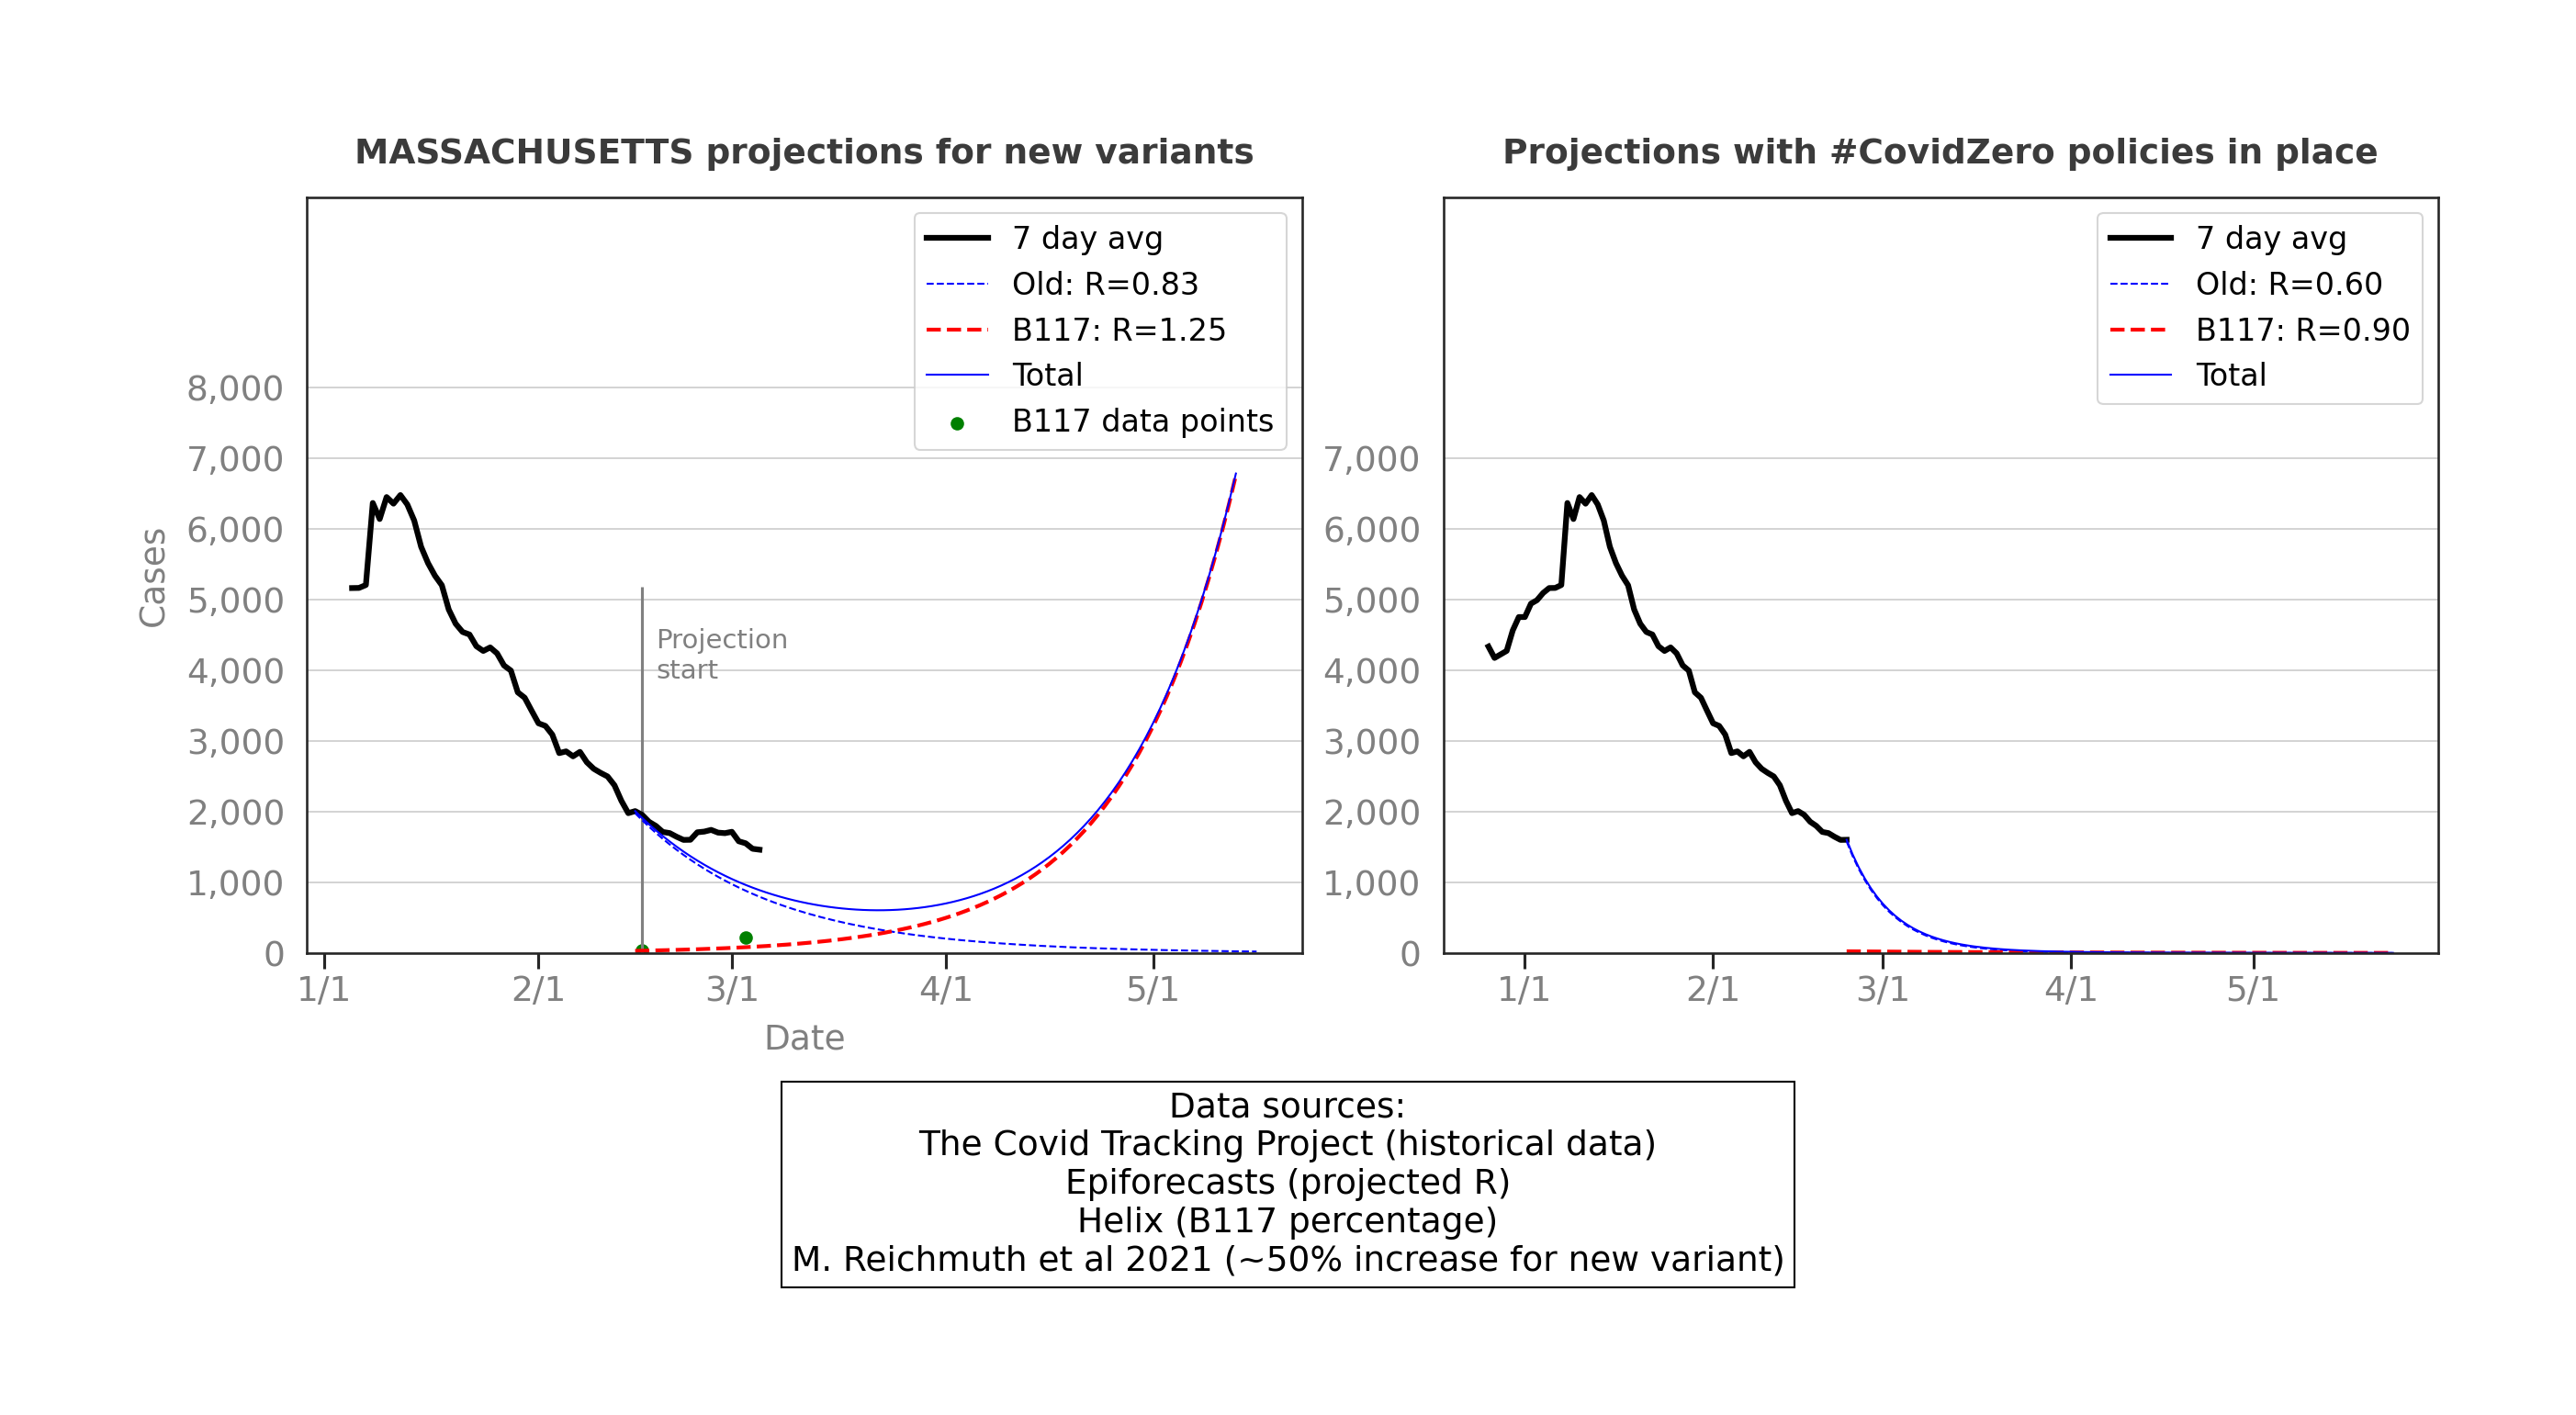 MASSACHUSETTS projections for new variants
7 day avg
Old: R=0.83
B117: R=1.25
Total
B117 data points
8,000
7,000
6,000
5,000
4,000
3,000
2,000
1,000
0
Cases
Projection
start
1/1
2/1
3/1
4/1
5/1
Date
Projections with #CovidZero policies in place
7 day avg
Old: R=0.60
B117: R=0.90
Total
7,000
6,000
5,000
4,000
3,000
2,000
1,000
0
1/1
2/1
3/1
4/1
5/1
Data sources:
The Covid Tracking Project (historical data)
Epiforecasts (projected R)
Helix (B117 percentage)
M. Reichmuth et al 2021 (~50% increase for new variant)